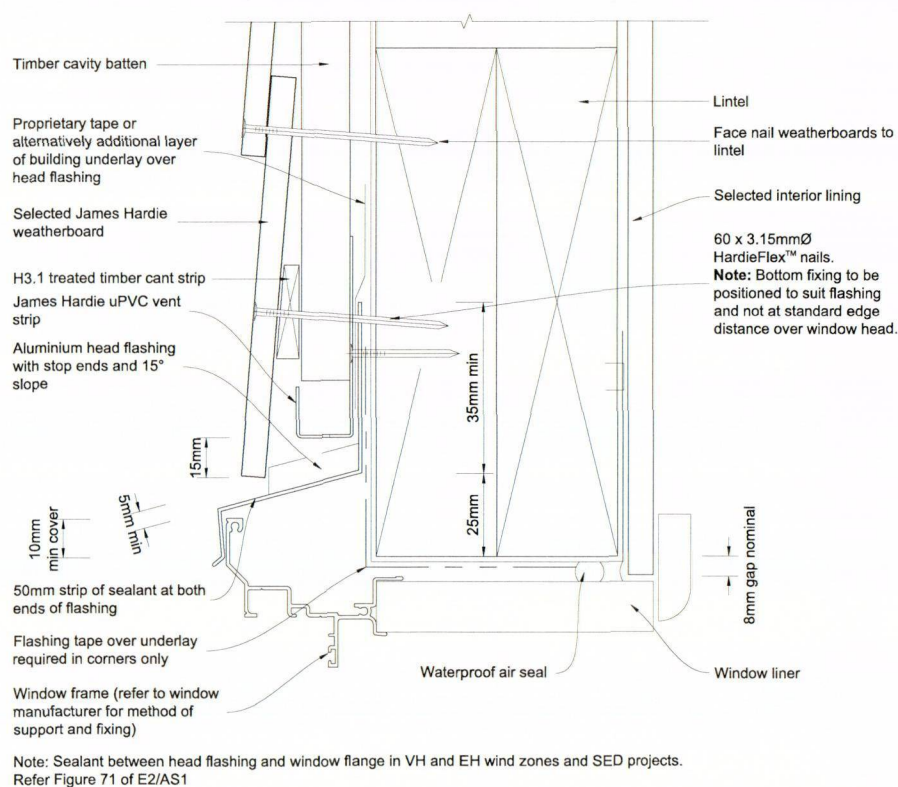 Timber cavity batten
Proprietary tape or
alternatively additional layer
of building underlay over
head flashing
Selected James Hardie
weatherboard
H3.1 treated timber cant strip
James Hardie uPVC vent
strip
Aluminium head flashing
with stop ends and 15°
slope
15mm
5mm min
10mm
min cover
50mm strip of sealant at both
ends of flashing
Flashing tape over underlay
required in corners only
Window frame (refer to window
manufacturer for method of
support and fixing)
Lintel
Face nail weatherboards to
lintel
Selected interior lining
60 x 3.15mmØ
HardieFlex™ nails.
Note: Bottom fixing to be
positioned to suit flashing
and not at standard edge
distance over window head.
35mm min
25mm
8mm gap nominal
Waterproof air seal
Window liner
Note: Sealant between head flashing and window flange in VH and EH wind zones and SED projects.
Refer Figure 71 of E2/AS1